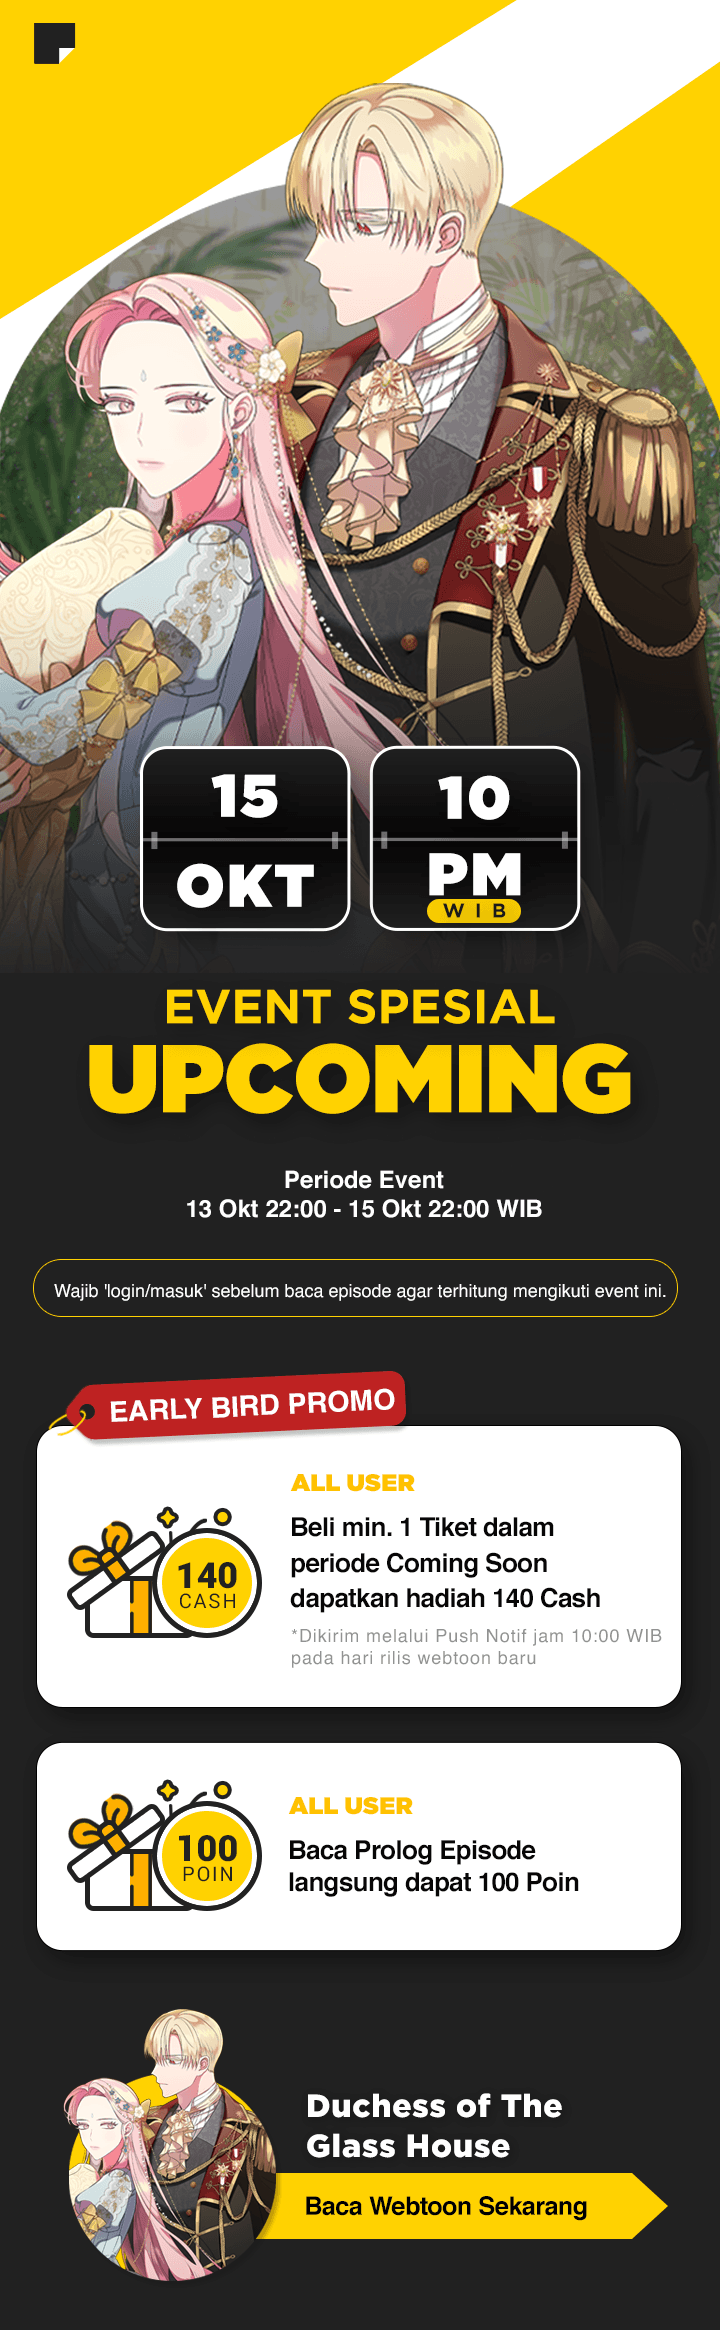 15
OKT
10
PM
WIB
EVENT SPESIAL
UPCOMING
Periode Event
13 Okt 22:00 - 15 Okt 22:00 WIB
Wajib 'login/masuk' sebelum baca episode agar terhitung mengikuti event ini.
EARLY BIRD PROMO
140
CASH
ALL USER
Beli min. 1 Tiket dalam
periode Coming Soon
dapatkan hadiah 140 Cash
*Dikirim melalui Push Notif jam 10:00 WIB
pada hari rilis webtoon baru
100
POIN
ALL USER
Baca Prolog Episode
langsung dapat 100 Poin
Duchess of The
Glass House
Baca Webtoon Sekarang